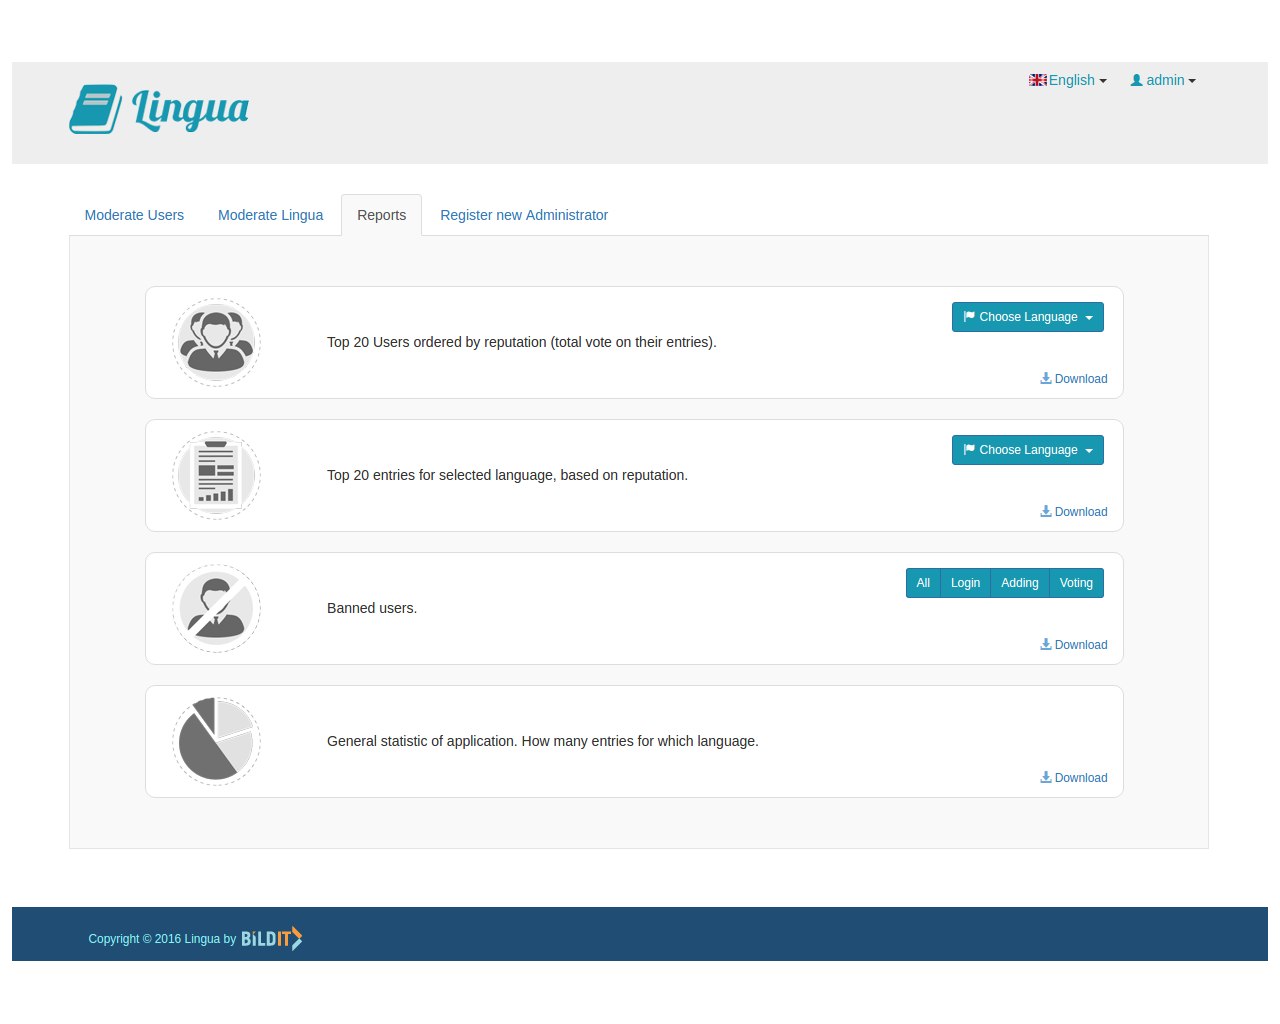 Lingua
English
admin
Moderate Users
Moderate Lingua
Reports
Register new Administrator
Choose Language
Top 20 Users ordered by reputation (total vote on their entries).
Download
Choose Language
Top 20 entries for selected language, based on reputation.
Download
All
Login
Adding
Voting
Banned users.
Download
General statistic of application. How many entries for which language.
Download
Copyright © 2016 Lingua by BILDIT